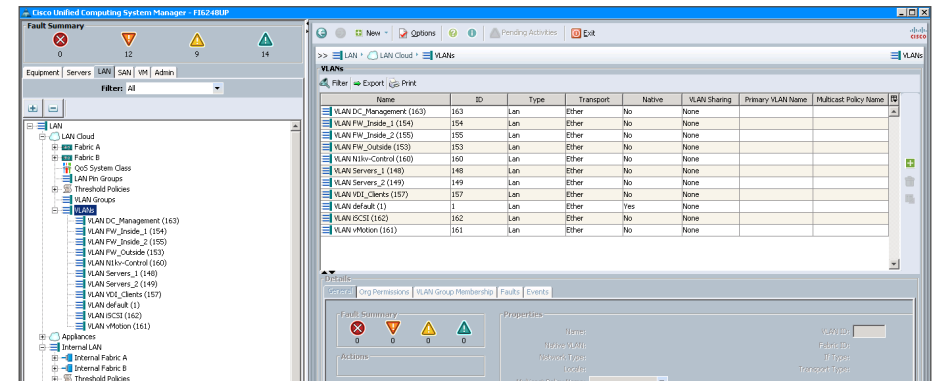 Cisco Unified Computing System Manager - FI6248UP
Fault Summary
0 12 9 14
Equipment Servers LAN SAN VM Admin
Filter: All
LAN
LAN Cloud
Fabric A
Fabric B
QoS System Class
LAN Pin Groups
Threshold Policies
VLAN Groups
VLANs
VLAN DC_Management (163)
VLAN FW_Inside_1 (154)
VLAN FW_Inside_2 (155)
VLAN FW_Outside (153)
VLAN N1kv-Control (160)
VLAN Servers_1 (148)
VLAN Servers_2 (149)
VLAN VDI_Clients (157)
VLAN default (1)
VLAN iSCSI (162)
VLAN vMotion (161)
Appliances
Internal LAN
Internal Fabric A
Internal Fabric B
Threshold Policies
New Options Pending Activities Exit
CISCO
>> LAN LAN Cloud VLANs VLANs
VLANs
Filter Export Print
Name ID Type Transport Native VLAN Sharing Primary VLAN Name Multicast Policy Name
VLAN DC_Management (163) 163 Lan Ether No None
VLAN FW_Inside_1 (154) 154 Lan Ether No None
VLAN FW_Inside_2 (155) 155 Lan Ether No None
VLAN FW_Outside (153) 153 Lan Ether No None
VLAN N1kv-Control (160) 160 Lan Ether No None
VLAN Servers_1 (148) 148 Lan Ether No None
VLAN Servers_2 (149) 149 Lan Ether No None
VLAN VDI_Clients (157) 157 Lan Ether No None
VLAN default (1) 1 Lan Ether Yes None
VLAN iSCSI (162) 162 Lan Ether No None
VLAN vMotion (161) 161 Lan Ether No None
Details
General Org Permissions VLAN Group Membership Faults Events
Fault Summary
0 0 0 0
Actions
Properties
Name: VLAN ID:
Native VLAN: Fabric ID:
Network Type: If Type:
Locale: Transport Type: